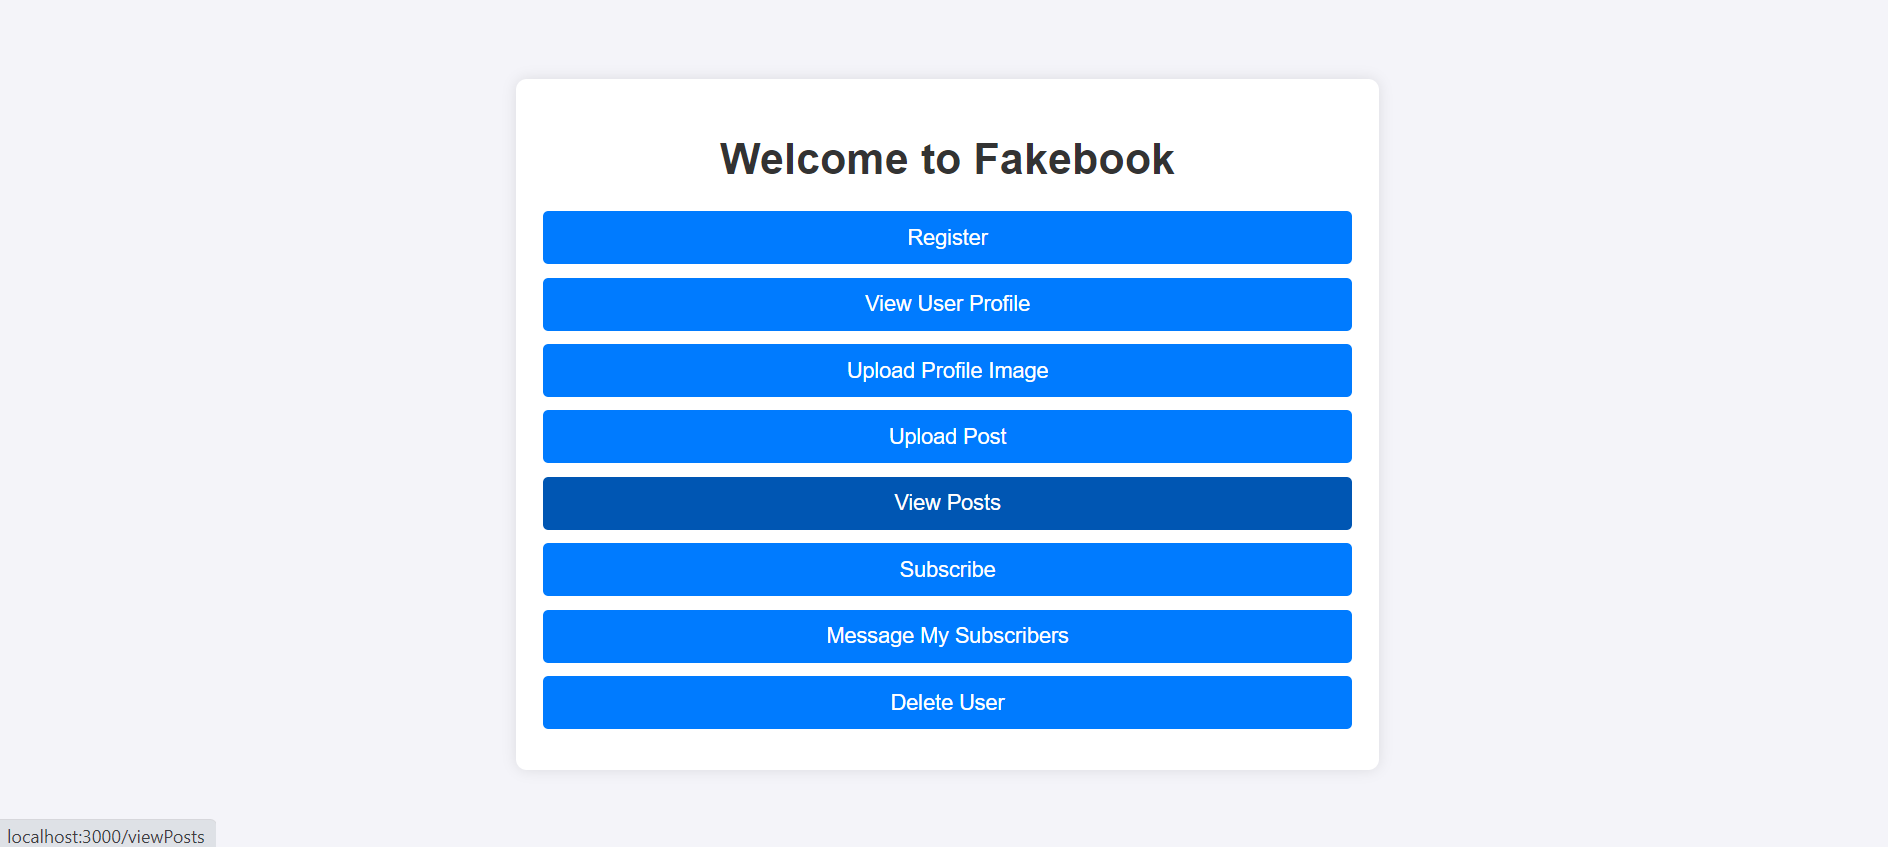 Welcome to Fakebook
Register
View User Profile
Upload Profile Image
Upload Post
View Posts
Subscribe
Message My Subscribers
Delete User
localhost:3000/viewPosts